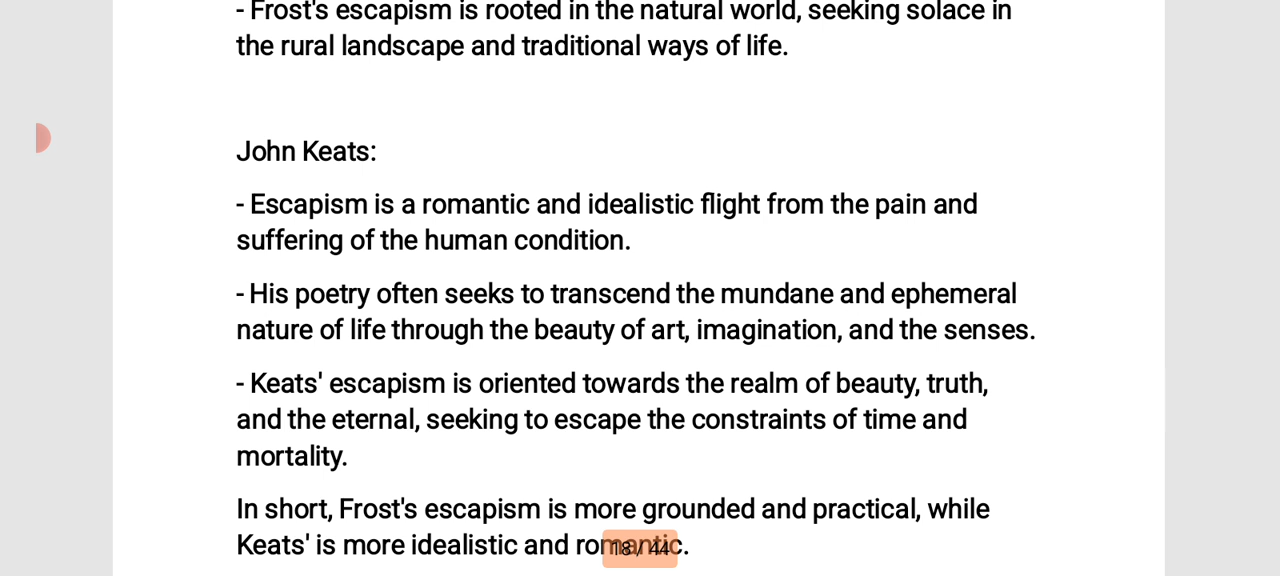 - Frost's escapism is rooted in the natural world, seeking solace in
the rural landscape and traditional ways of life.
John Keats:
- Escapism is a romantic and idealistic flight from the pain and
suffering of the human condition.
- His poetry often seeks to transcend the mundane and ephemeral
nature of life through the beauty of art, imagination, and the senses.
- Keats' escapism is oriented towards the realm of beauty, truth,
and the eternal, seeking to escape the constraints of time and
mortality.
In short, Frost's escapism is more grounded and practical, while
Keats' is more idealistic and romantic.
18 / 44